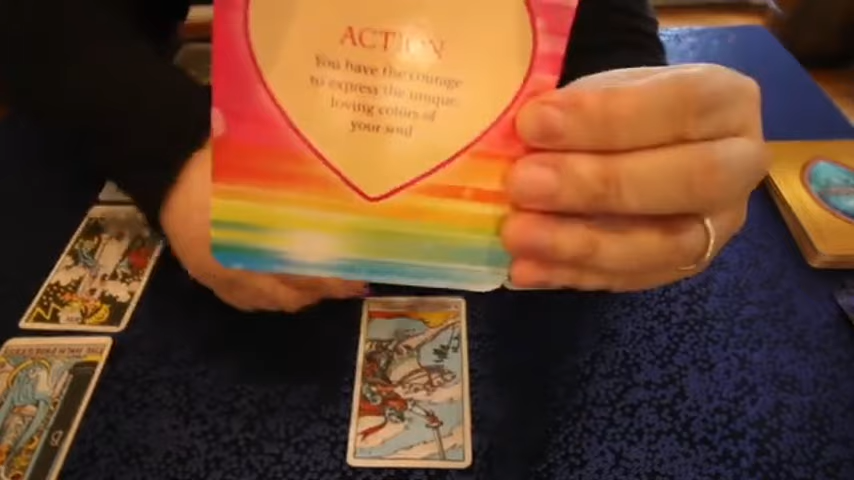 ACTION
You have the courage
to express the unique,
loving colors of
your soul